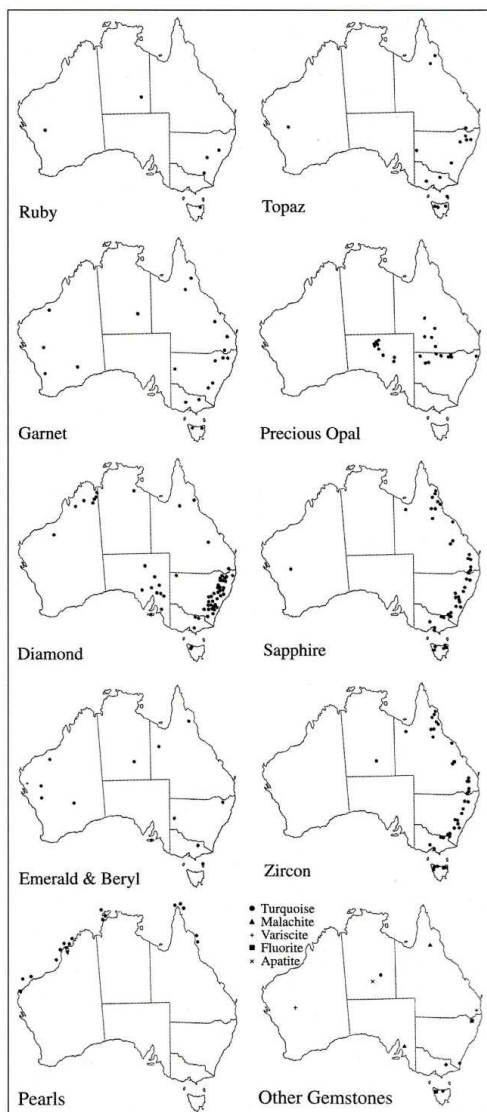 Ruby
Topaz
Garnet
Precious Opal
Diamond
Sapphire
Emerald & Beryl
Zircon
Turquoise
Malachite
Variscite
Fluorite
Apatite
Pearls
Other Gemstones